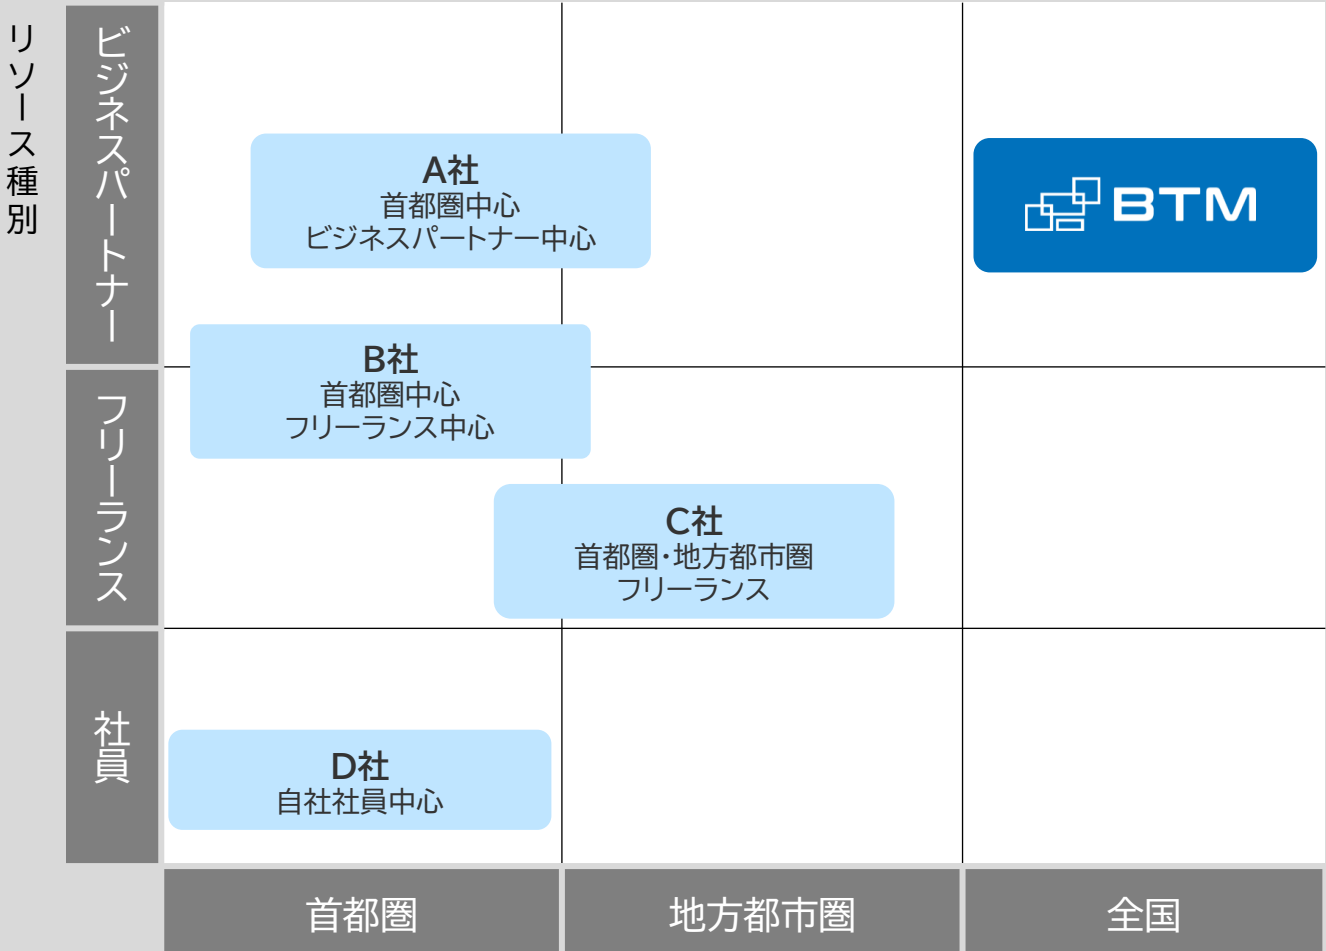 リソース種別
ビジネスパートナー
A社
首都圏中心
ビジネスパートナー中心
BTM
B社
首都圏中心
フリーランス中心
フリーランス
C社
首都圏・地方都市圏
フリーランス
社員
D社
自社社員中心
首都圏
地方都市圏
全国